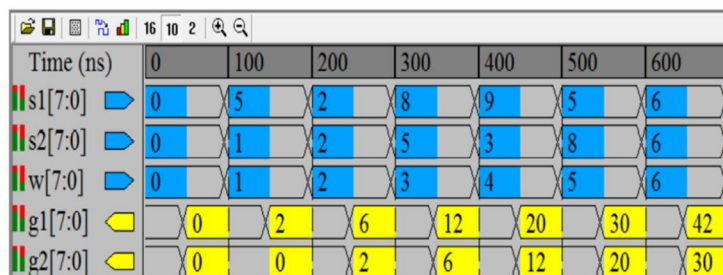 16 10 2
Time (ns) 0 100 200 300 400 500 600
s1[7:0] 0 5 2 8 9 5 6
s2[7:0] 0 1 2 5 3 8 6
w[7:0] 0 1 2 3 4 5 6
g1[7:0] 0 2 6 12 20 30 42
g2[7:0] 0 0 2 6 12 20 30